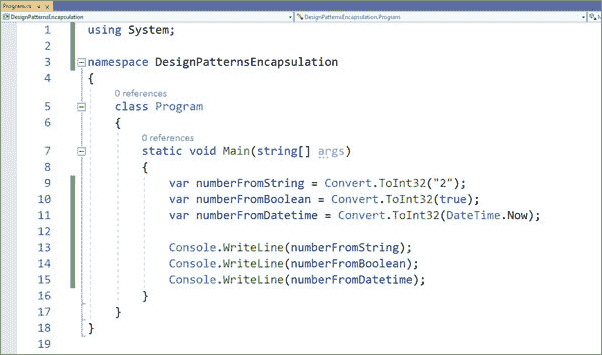 Program.cs
DesignPatternsEncapsulation
DesignPatternsEncapsulation.Program
1 using System;
2
3 namespace DesignPatternsEncapsulation
4 {
0 references
5 class Program
6 {
0 references
7 static void Main(string[] args)
8 {
9 var numberFromString = Convert.ToInt32("2");
10 var numberFromBoolean = Convert.ToInt32(true);
11 var numberFromDatetime = Convert.ToInt32(DateTime.Now);
12
13 Console.WriteLine(numberFromString);
14 Console.WriteLine(numberFromBoolean);
15 Console.WriteLine(numberFromDatetime);
16 }
17 }
18 }
19